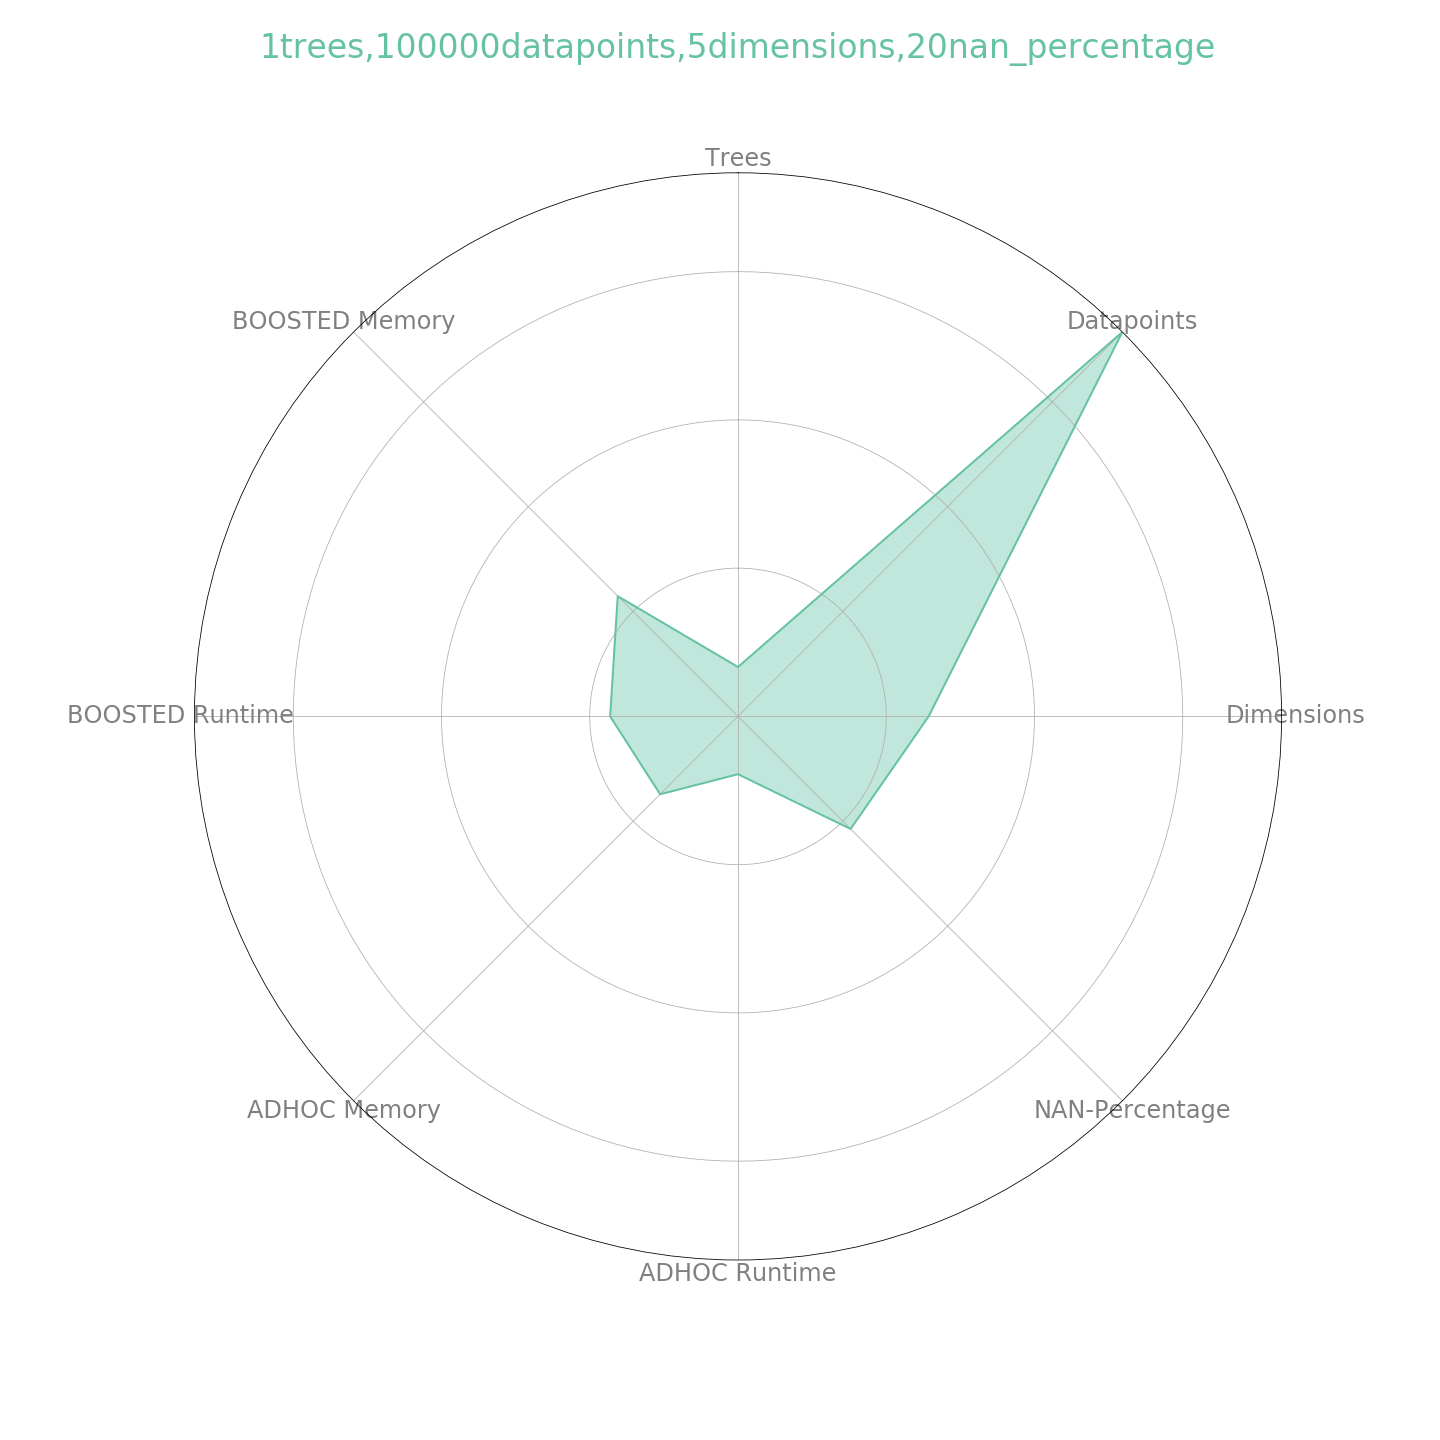 1trees,100000datapoints,5dimensions,20nan_percentage
Trees
BOOSTED Memory
Datapoints
BOOSTED Runtime
Dimensions
ADHOC Memory
NAN-Percentage
ADHOC Runtime